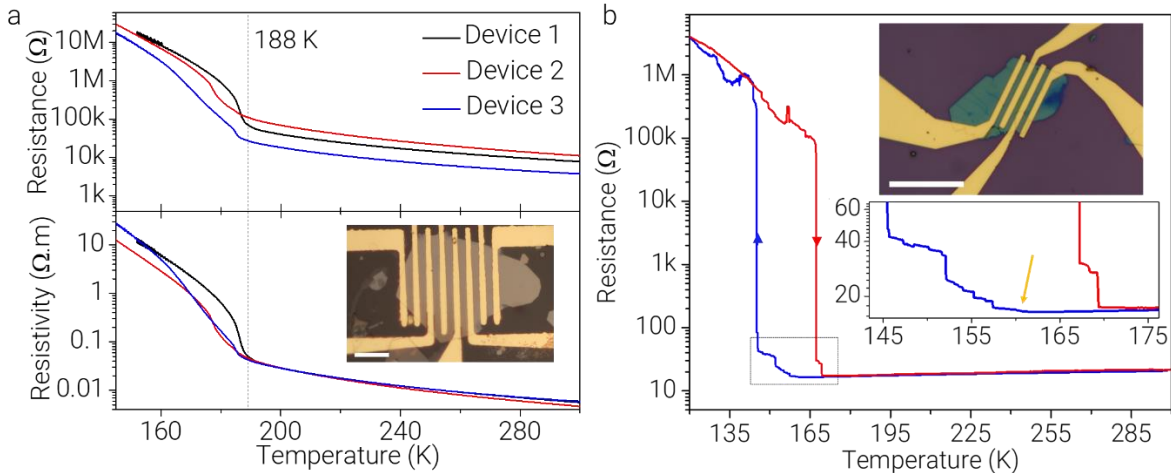 a
Resistance (Ω)
10M
1M
100k
10k
1k
188 K
Device 1
Device 2
Device 3
Resistivity (Ω.m)
10
1
0.1
0.01
160 200 240 280
Temperature (K)
b
Resistance (Ω)
1M
100k
10k
1k
100
10
60
40
20
145 155 165 175
135 165 195 225 255 285
Temperature (K)